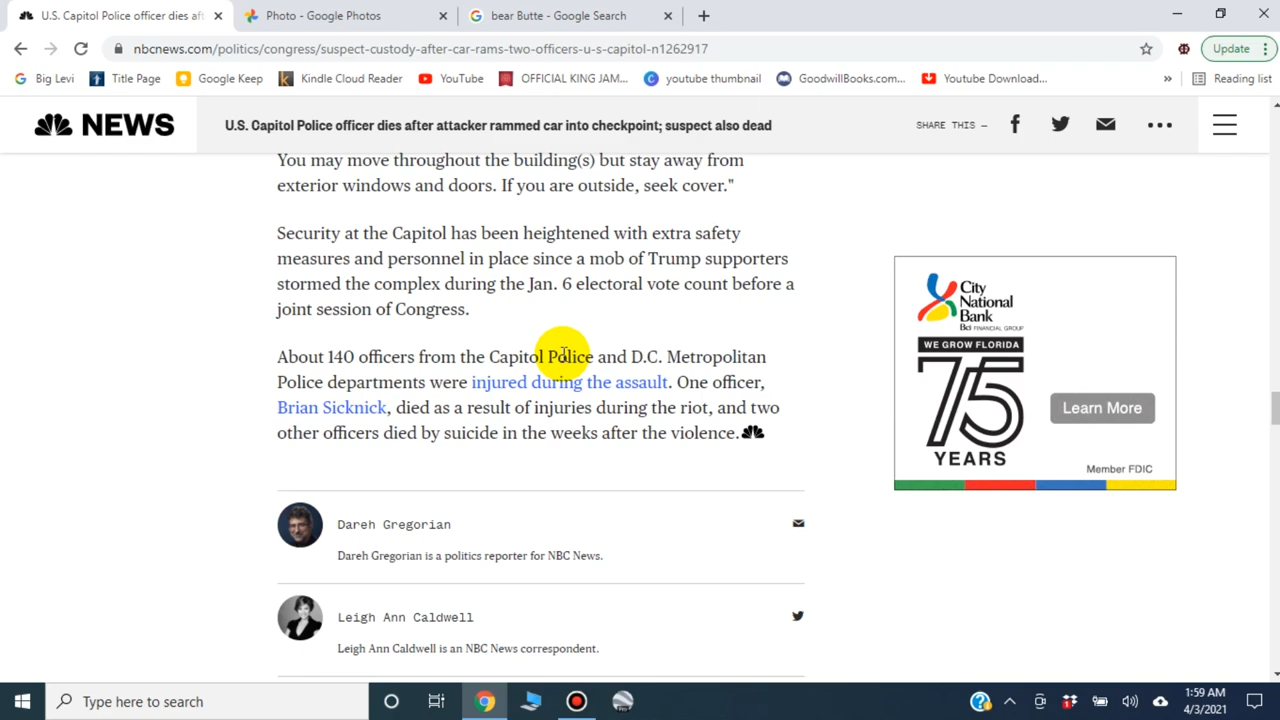 U.S. Capitol Police officer dies aft
Photo - Google Photos
bear Butte - Google Search
nbcnews.com/politics/congress/suspect-custody-after-car-rams-two-officers-u-s-capitol-n1262917
Update
Big Levi
Title Page
Google Keep
Kindle Cloud Reader
YouTube
OFFICIAL KING JAM...
youtube thumbnail
GoodwillBooks.com...
Youtube Download...
»
Reading list
NEWS
U.S. Capitol Police officer dies after attacker rammed car into checkpoint; suspect also dead
SHARE THIS —
You may move throughout the building(s) but stay away from
exterior windows and doors. If you are outside, seek cover."
Security at the Capitol has been heightened with extra safety
measures and personnel in place since a mob of Trump supporters
stormed the complex during the Jan. 6 electoral vote count before a
joint session of Congress.
About 140 officers from the Capitol Police and D.C. Metropolitan
Police departments were injured during the assault. One officer,
Brian Sicknick, died as a result of injuries during the riot, and two
other officers died by suicide in the weeks after the violence.
City
National
Bank
Bci FINANCIAL GROUP
WE GROW FLORIDA
75
YEARS
Learn More
Member FDIC
Dareh Gregorian
Dareh Gregorian is a politics reporter for NBC News.
Leigh Ann Caldwell
Leigh Ann Caldwell is an NBC News correspondent.
Type here to search
1:59 AM
4/3/2021